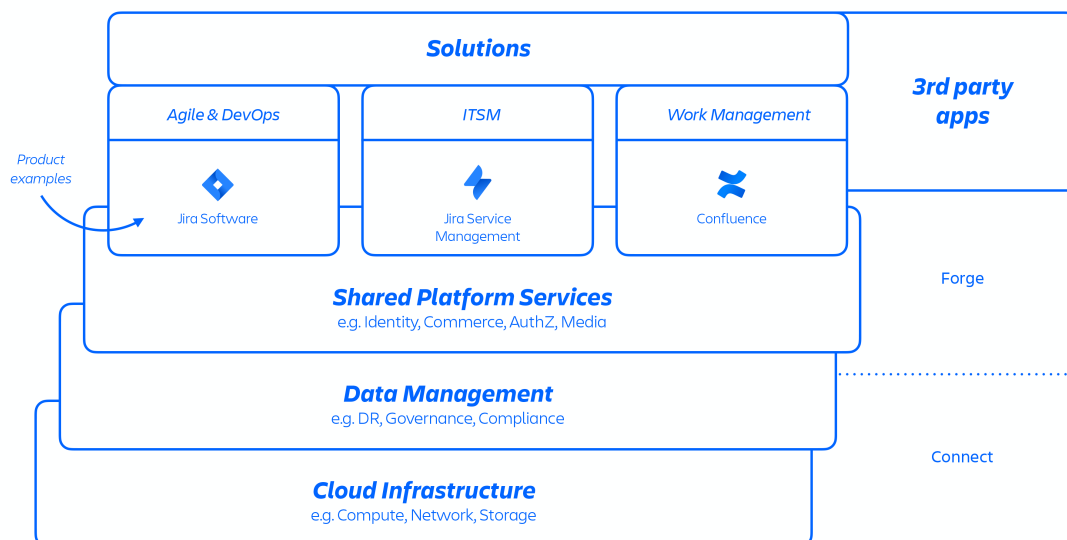 Solutions
3rd party
apps
Agile & DevOps
ITSM
Work Management
Product
examples
Jira Software
Jira Service
Management
Confluence
Shared Platform Services
e.g. Identity, Commerce, AuthZ, Media
Forge
Data Management
e.g. DR, Governance, Compliance
Connect
Cloud Infrastructure
e.g. Compute, Network, Storage